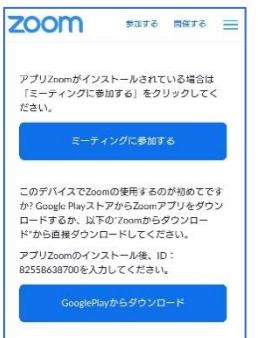 zoom 参加する 開催する
アプリZoomがインストールされている場合は
「ミーティングに参加する」をクリックしてく
ださい。
ミーティングに参加する
このデバイスでZoomの使用するのが初めてです
か? Google PlayストアからZoomアプリをダウン
ロードするか、以下の"Zoomからダウンロー
ド"から直接ダウンロードしてください。
アプリZoomのインストール後、ID：
82558638700を入力してください。
GooglePlayからダウンロード